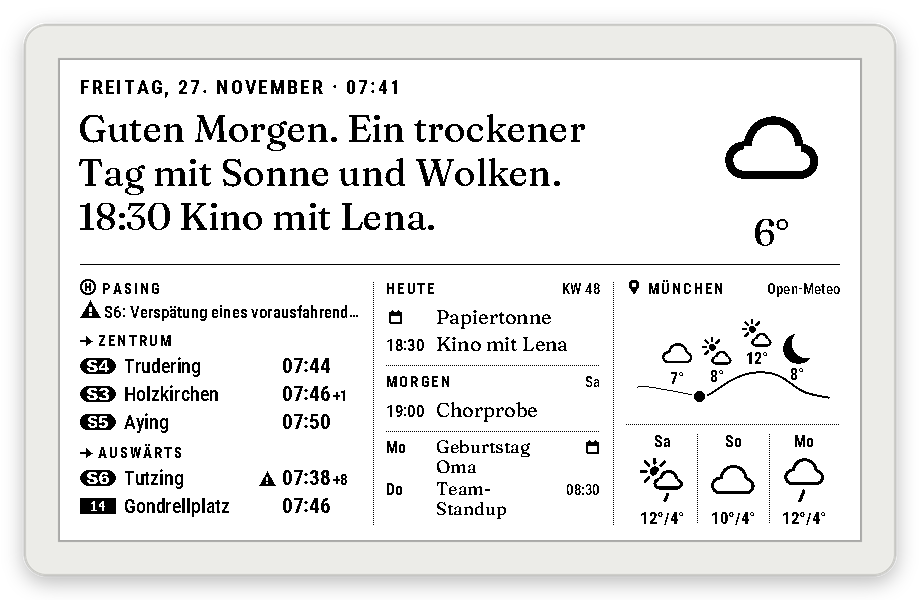 FREITAG, 27. NOVEMBER · 07:41
Guten Morgen. Ein trockener
Tag mit Sonne und Wolken.
18:30 Kino mit Lena.
6°
H PASING
S6: Verspätung eines vorausfahrend…
→ ZENTRUM
S4 Trudering 07:44
S3 Holzkirchen 07:46 +1
S5 Aying 07:50
→ AUSWÄRTS
S6 Tutzing 07:38 +8
14 Gondrellplatz 07:46
HEUTE KW 48
Papiertonne
18:30 Kino mit Lena
MORGEN Sa
19:00 Chorprobe
Mo Geburtstag
Oma
Do Team- 08:30
Standup
MÜNCHEN Open-Meteo
7° 8° 12° 8°
Sa So Mo
12°/4° 10°/4° 12°/4°